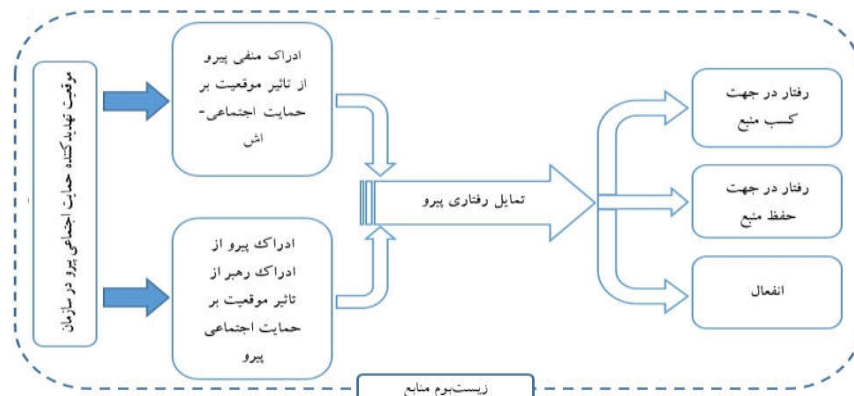 موقعیت تهدیدکننده حمایت اجتماعی پیرو در سازمان
ادراک منفی پیرو
از تاثیر موقعیت بر
حمایت اجتماعی-
اش
ادراک پیرو از
ادراک رهبر از
تاثیر موقعیت بر
حمایت اجتماعی
پیرو
تمایل رفتاری پیرو
رفتار در جهت
کسب منبع
رفتار در جهت
حفظ منبع
انفعال
زیست‌بوم منابع